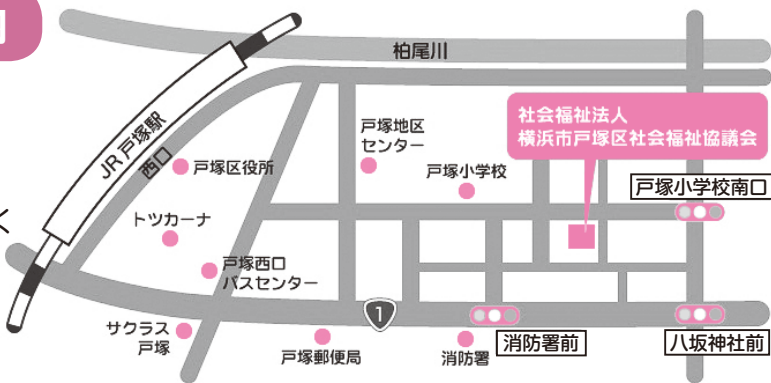 柏尾川
JR 戸塚駅
西口
戸塚区役所
戸塚地区
センター
戸塚小学校
社会福祉法人
横浜市戸塚区社会福祉協議会
戸塚小学校南口
トツカーナ
戸塚西口
バスセンター
サクラス
戸塚
戸塚郵便局
1
消防署
消防署前
八坂神社前